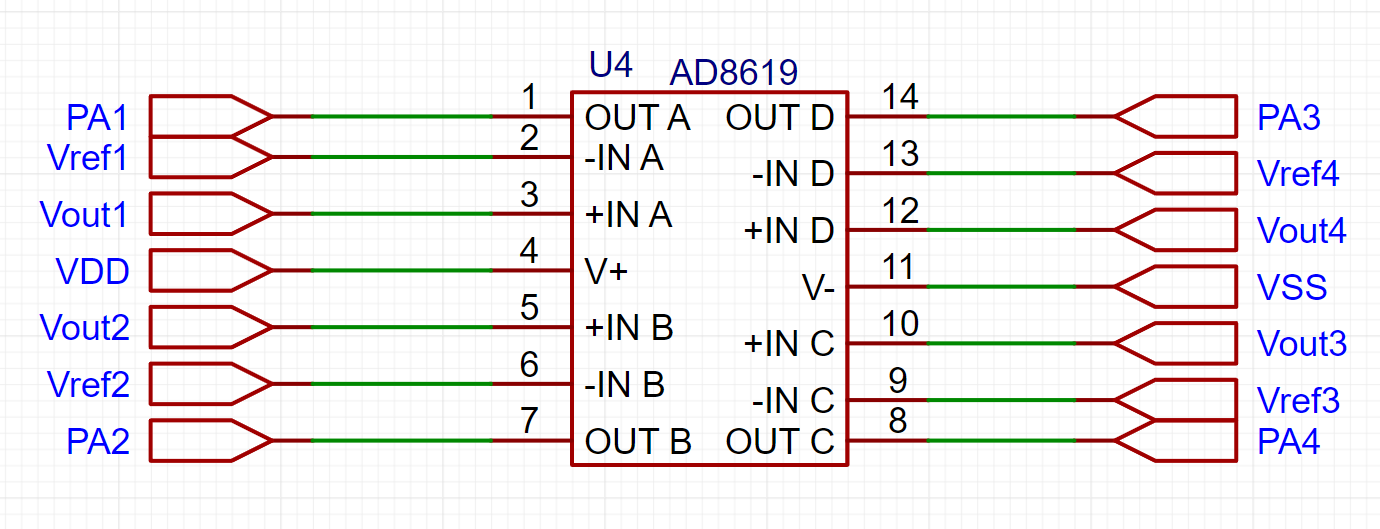 U4 AD8619
PA1 1 OUT A OUT D 14 PA3
Vref1 2 -IN A -IN D 13 Vref4
Vout1 3 +IN A +IN D 12 Vout4
VDD 4 V+ V- 11 VSS
Vout2 5 +IN B +IN C 10 Vout3
Vref2 6 -IN B -IN C 9 Vref3
PA2 7 OUT B OUT C 8 PA4